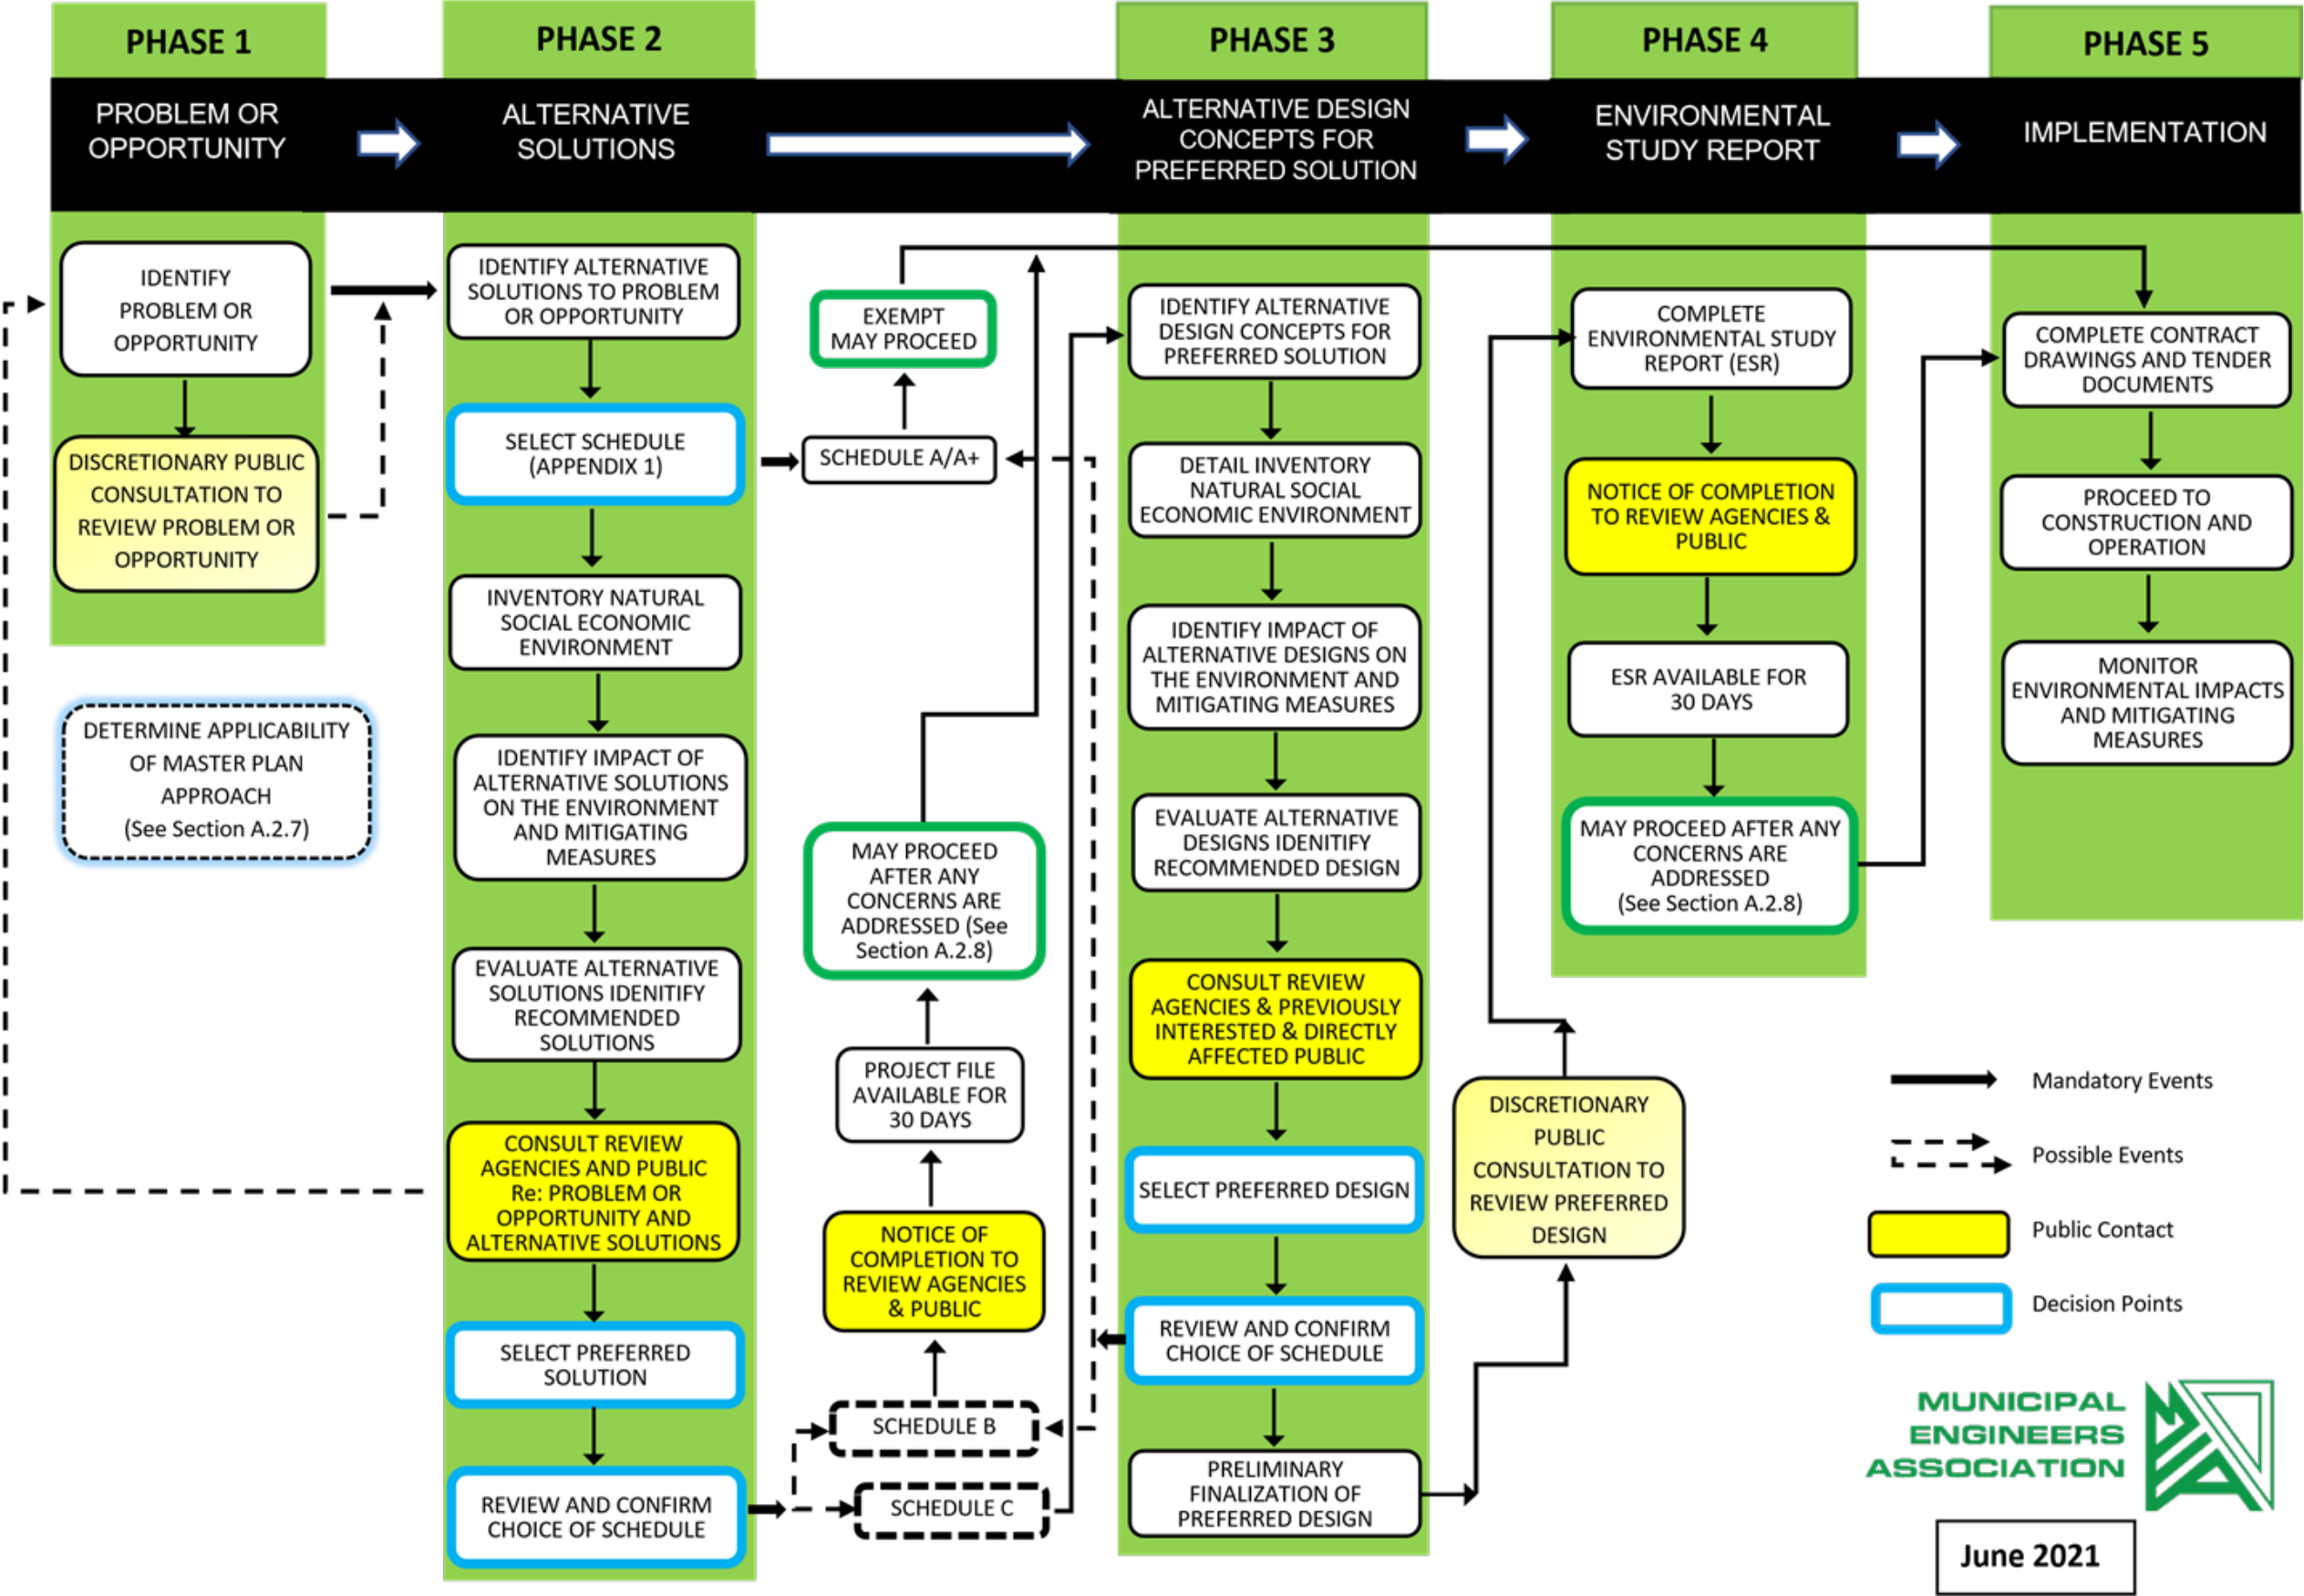 PHASE 1
PROBLEM OR
OPPORTUNITY
IDENTIFY
PROBLEM OR
OPPORTUNITY
DISCRETIONARY PUBLIC
CONSULTATION TO
REVIEW PROBLEM OR
OPPORTUNITY
DETERMINE APPLICABILITY
OF MASTER PLAN
APPROACH
(See Section A.2.7)
PHASE 2
ALTERNATIVE
SOLUTIONS
IDENTIFY ALTERNATIVE
SOLUTIONS TO PROBLEM
OR OPPORTUNITY
SELECT SCHEDULE
(APPENDIX 1)
INVENTORY NATURAL
SOCIAL ECONOMIC
ENVIRONMENT
IDENTIFY IMPACT OF
ALTERNATIVE SOLUTIONS
ON THE ENVIRONMENT
AND MITIGATING
MEASURES
EVALUATE ALTERNATIVE
SOLUTIONS IDENITIFY
RECOMMENDED
SOLUTIONS
CONSULT REVIEW
AGENCIES AND PUBLIC
Re: PROBLEM OR
OPPORTUNITY AND
ALTERNATIVE SOLUTIONS
SELECT PREFERRED
SOLUTION
REVIEW AND CONFIRM
CHOICE OF SCHEDULE
EXEMPT
MAY PROCEED
SCHEDULE A/A+
MAY PROCEED
AFTER ANY
CONCERNS ARE
ADDRESSED (See
Section A.2.8)
PROJECT FILE
AVAILABLE FOR
30 DAYS
NOTICE OF
COMPLETION TO
REVIEW AGENCIES
& PUBLIC
SCHEDULE B
SCHEDULE C
PHASE 3
ALTERNATIVE DESIGN
CONCEPTS FOR
PREFERRED SOLUTION
IDENTIFY ALTERNATIVE
DESIGN CONCEPTS FOR
PREFERRED SOLUTION
DETAIL INVENTORY
NATURAL SOCIAL
ECONOMIC ENVIRONMENT
IDENTIFY IMPACT OF
ALTERNATIVE DESIGNS ON
THE ENVIRONMENT AND
MITIGATING MEASURES
EVALUATE ALTERNATIVE
DESIGNS IDENITIFY
RECOMMENDED DESIGN
CONSULT REVIEW
AGENCIES & PREVIOUSLY
INTERESTED & DIRECTLY
AFFECTED PUBLIC
SELECT PREFERRED DESIGN
REVIEW AND CONFIRM
CHOICE OF SCHEDULE
PRELIMINARY
FINALIZATION OF
PREFERRED DESIGN
DISCRETIONARY
PUBLIC
CONSULTATION TO
REVIEW PREFERRED
DESIGN
PHASE 4
ENVIRONMENTAL
STUDY REPORT
COMPLETE
ENVIRONMENTAL STUDY
REPORT (ESR)
NOTICE OF COMPLETION
TO REVIEW AGENCIES &
PUBLIC
ESR AVAILABLE FOR
30 DAYS
MAY PROCEED AFTER ANY
CONCERNS ARE
ADDRESSED
(See Section A.2.8)
PHASE 5
IMPLEMENTATION
COMPLETE CONTRACT
DRAWINGS AND TENDER
DOCUMENTS
PROCEED TO
CONSTRUCTION AND
OPERATION
MONITOR
ENVIRONMENTAL IMPACTS
AND MITIGATING
MEASURES
Mandatory Events
Possible Events
Public Contact
Decision Points
MUNICIPAL
ENGINEERS
ASSOCIATION
June 2021